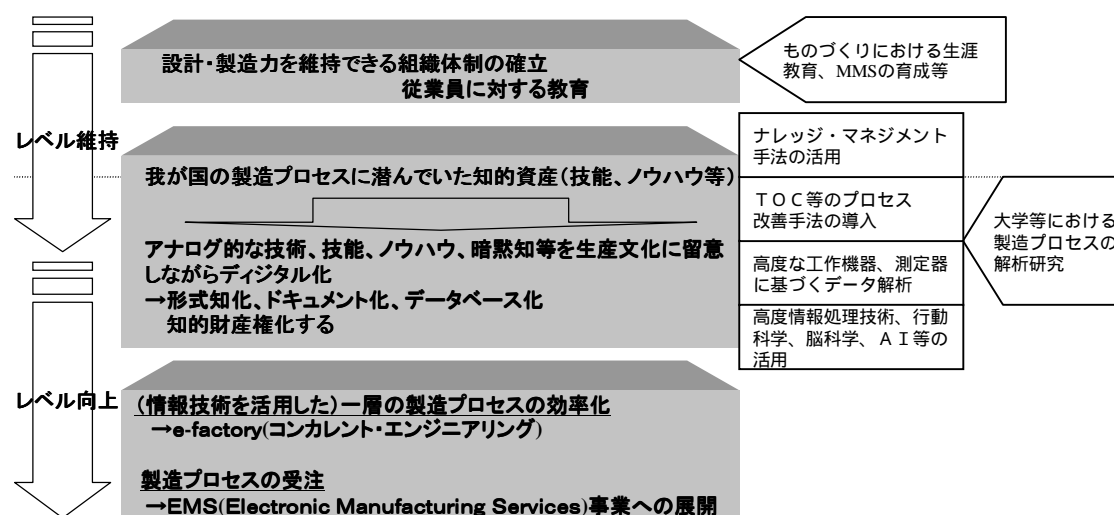 設計・製造力を維持できる組織体制の確立
従業員に対する教育
ものづくりにおける生涯
教育、MMSの育成等
レベル維持
我が国の製造プロセスに潜んでいた知的資産(技能、ノウハウ等)
アナログ的な技術、技能、ノウハウ、暗黙知等を生産文化に留意
しながらディジタル化
→形式知化、ドキュメント化、データベース化
知的財産権化する
ナレッジ・マネジメント
手法の活用
TOC等のプロセス
改善手法の導入
高度な工作機器、測定器
に基づくデータ解析
高度情報処理技術、行動
科学、脳科学、AI等の
活用
大学等における
製造プロセスの
解析研究
レベル向上
(情報技術を活用した)一層の製造プロセスの効率化
→e-factory(コンカレント・エンジニアリング)
製造プロセスの受注
→EMS(Electronic Manufacturing Services)事業への展開